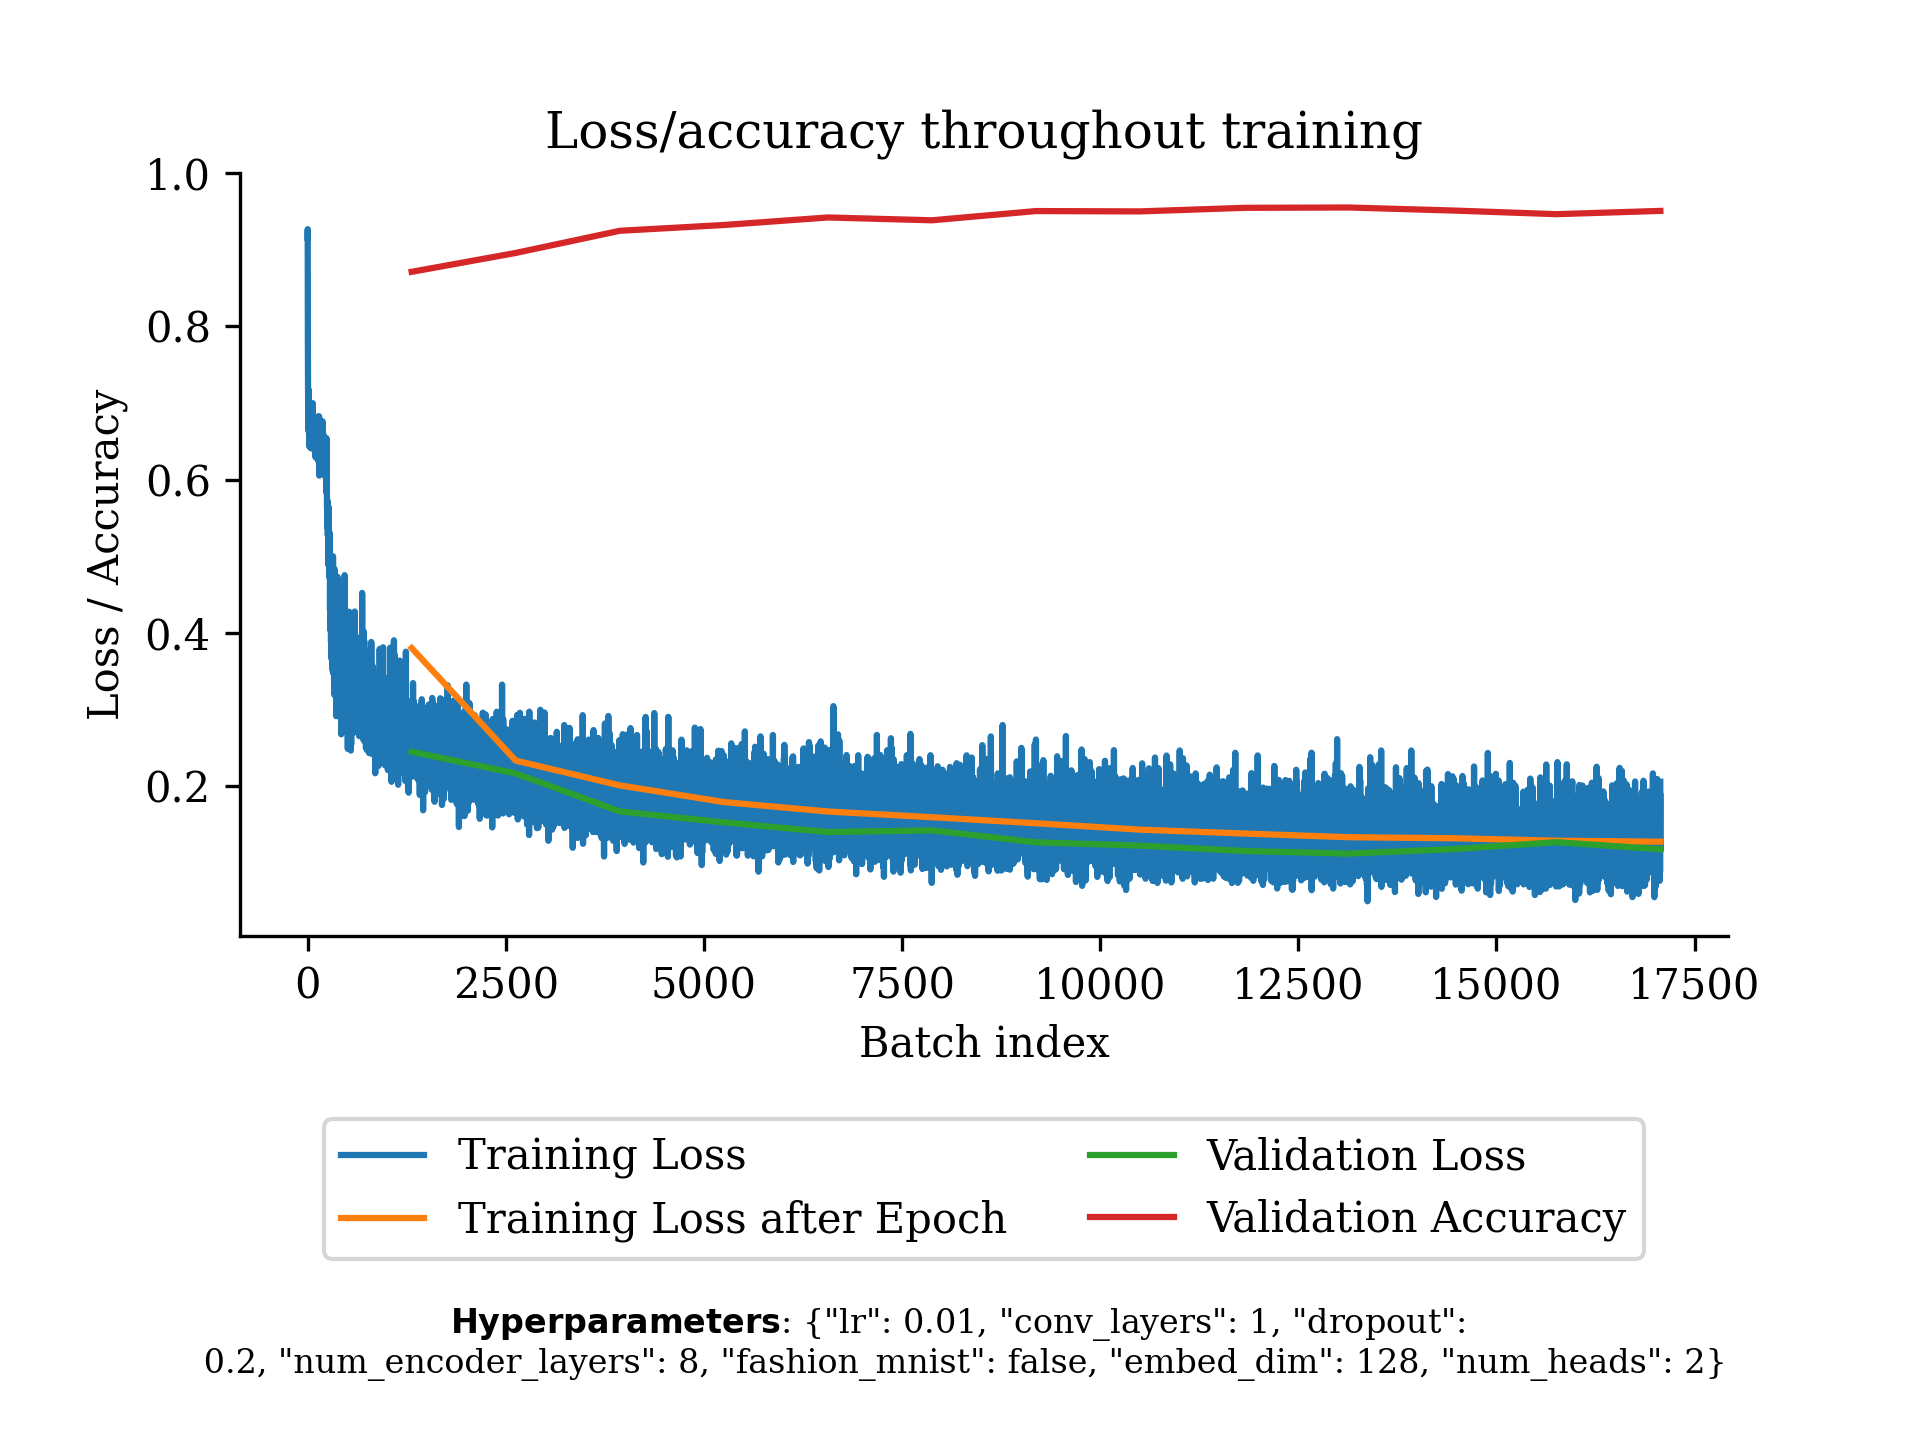 Loss/accuracy throughout training
1.0
0.8
0.6
0.4
0.2
Loss / Accuracy
0 2500 5000 7500 10000 12500 15000 17500
Batch index
Training Loss
Training Loss after Epoch
Validation Loss
Validation Accuracy
Hyperparameters: {"lr": 0.01, "conv_layers": 1, "dropout":
0.2, "num_encoder_layers": 8, "fashion_mnist": false, "embed_dim": 128, "num_heads": 2}